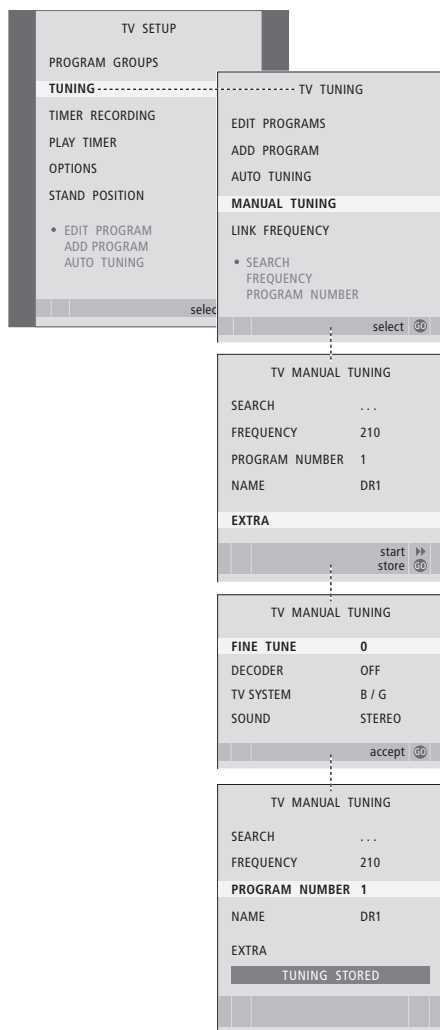 TV SETUP
PROGRAM GROUPS
TUNING
TIMER RECORDING
PLAY TIMER
OPTIONS
STAND POSITION
• EDIT PROGRAM
ADD PROGRAM
AUTO TUNING
selec
TV TUNING
EDIT PROGRAMS
ADD PROGRAM
AUTO TUNING
MANUAL TUNING
LINK FREQUENCY
• SEARCH
FREQUENCY
PROGRAM NUMBER
select GO
TV MANUAL TUNING
SEARCH ...
FREQUENCY 210
PROGRAM NUMBER 1
NAME DR1
EXTRA
start
store GO
TV MANUAL TUNING
FINE TUNE 0
DECODER OFF
TV SYSTEM B / G
SOUND STEREO
accept GO
TV MANUAL TUNING
SEARCH ...
FREQUENCY 210
PROGRAM NUMBER 1
NAME DR1
EXTRA
TUNING STORED